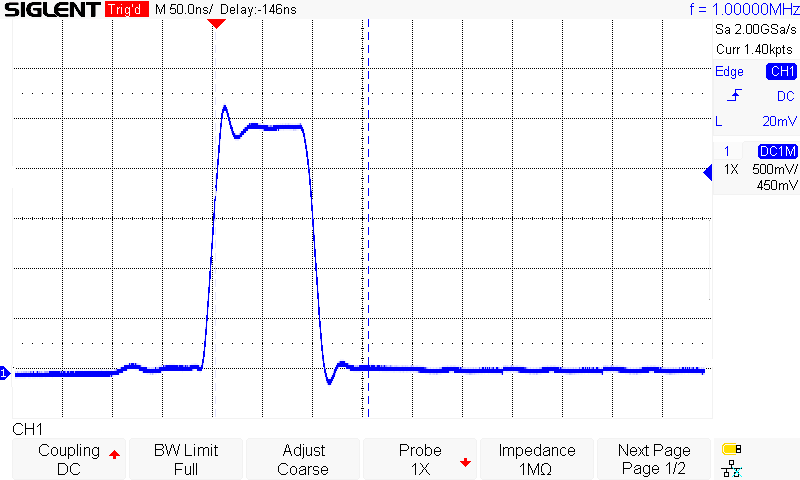 SIGLENT Trig'd M 50.0ns/ Delay:-146ns f = 1.00000MHz
Sa 2.00GSa/s
Curr 1.40kpts
Edge CH1
DC
L 20mV
1 DC1M
1X 500mV/
450mV
1
CH1
Coupling
DC
BW Limit
Full
Adjust
Coarse
Probe
1X
Impedance
1MΩ
Next Page
Page 1/2